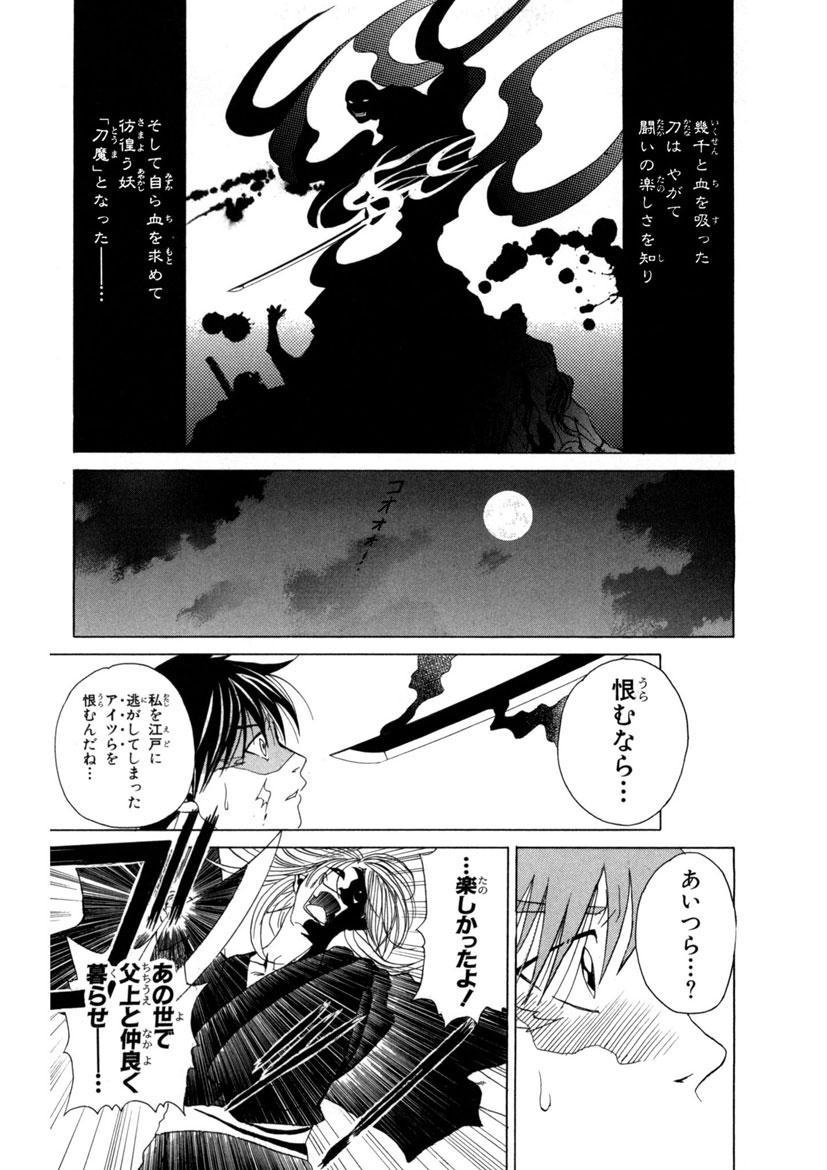 幾千と血を吸った
刀は やがて
闘いの楽しさを知り
そして自ら血を求めて
彷徨う妖
「刀魔」となった――…
コオオォ…
恨むなら…
私を江戸に
逃がしてしまった
アイツらを
恨むんだね…
あいつら…?
…楽しかったよ!
あの世で
父上と仲良く
暮らせ――…